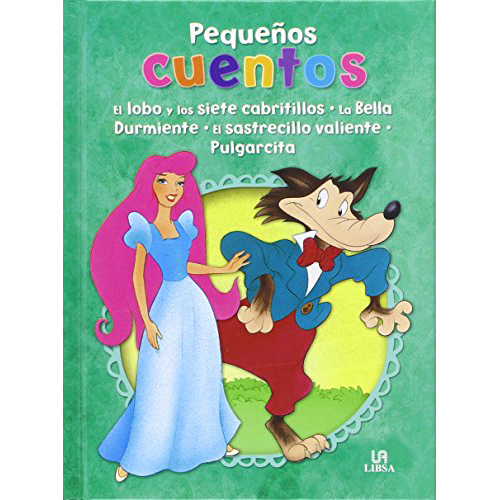 Pequeños
cuentos
El lobo y los siete cabritillos • La Bella
Durmiente • El sastrecillo valiente •
Pulgarcita
LA
LIBSA